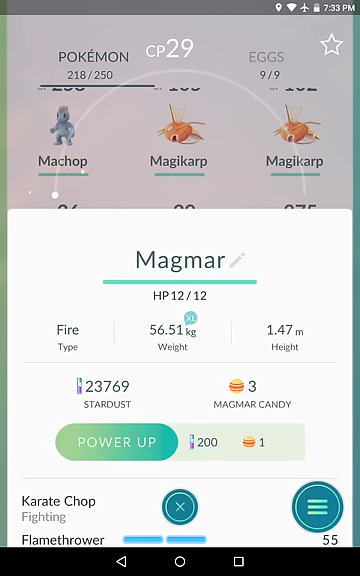 7:33 PM
POKÉMON CP29 EGGS
218 / 250 9 / 9
Machop Magikarp Magikarp
Magmar
HP 12 / 12
XL
Fire 56.51 kg 1.47 m
Type Weight Height
23769 3
STARDUST MAGMAR CANDY
POWER UP 200 1
Karate Chop
Fighting
Flamethrower 55